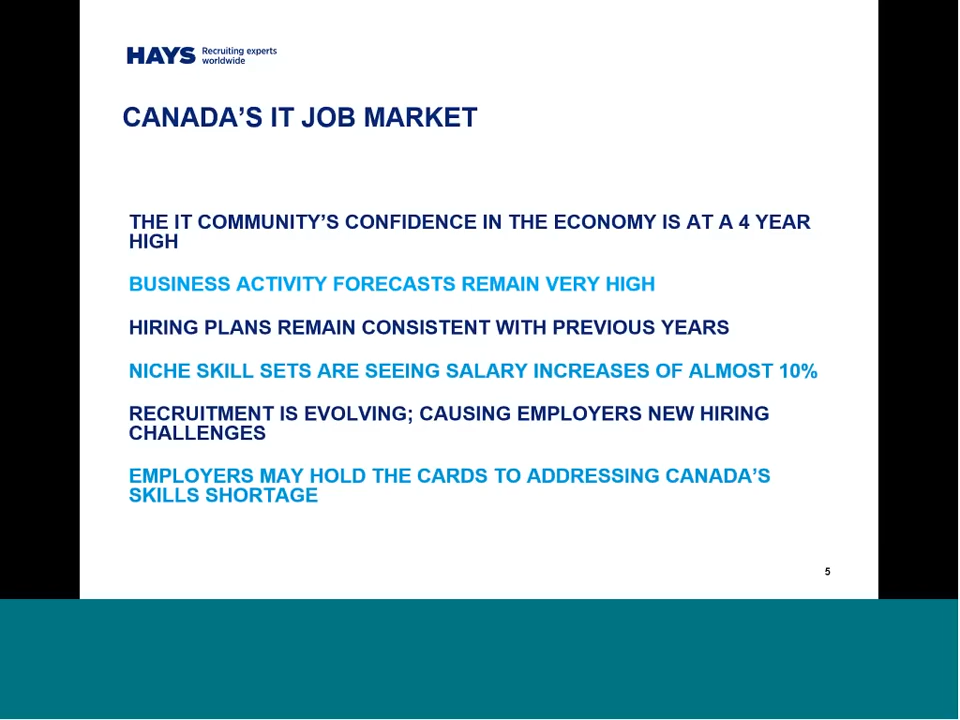 HAYS Recruiting experts
worldwide
CANADA'S IT JOB MARKET
THE IT COMMUNITY'S CONFIDENCE IN THE ECONOMY IS AT A 4 YEAR
HIGH
BUSINESS ACTIVITY FORECASTS REMAIN VERY HIGH
HIRING PLANS REMAIN CONSISTENT WITH PREVIOUS YEARS
NICHE SKILL SETS ARE SEEING SALARY INCREASES OF ALMOST 10%
RECRUITMENT IS EVOLVING; CAUSING EMPLOYERS NEW HIRING
CHALLENGES
EMPLOYERS MAY HOLD THE CARDS TO ADDRESSING CANADA'S
SKILLS SHORTAGE
5